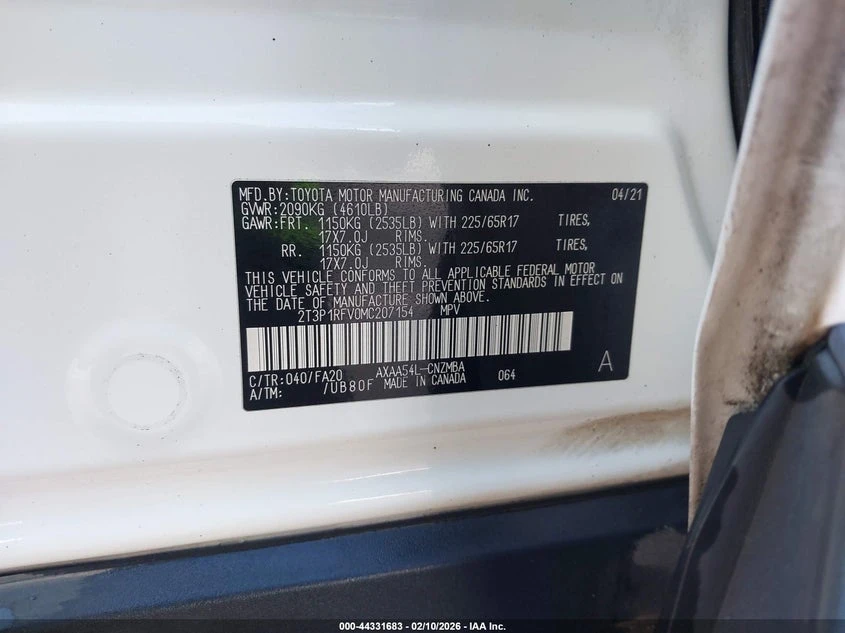 MFD.BY:TOYOTA MOTOR MANUFACTURING CANADA INC. 04/21
GVWR:2090KG (4610LB)
GAWR:FRT. 1150KG (2535LB) WITH 225/65R17 TIRES,
17X7.0J RIMS.
RR. 1150KG (2535LB) WITH 225/65R17 TIRES,
17X7.0J RIMS.
THIS VEHICLE CONFORMS TO ALL APPLICABLE FEDERAL MOTOR
VEHICLE SAFETY AND THEFT PREVENTION STANDARDS IN EFFECT ON
THE DATE OF MANUFACTURE SHOWN ABOVE.
2T3P1RFV0MC207154 MPV
C/TR:040/FA20 AXAA54L-CNZMBA 064 A
A/TM: /UB80F MADE IN CANADA
000-44331683 - 02/10/2026 - IAA Inc.